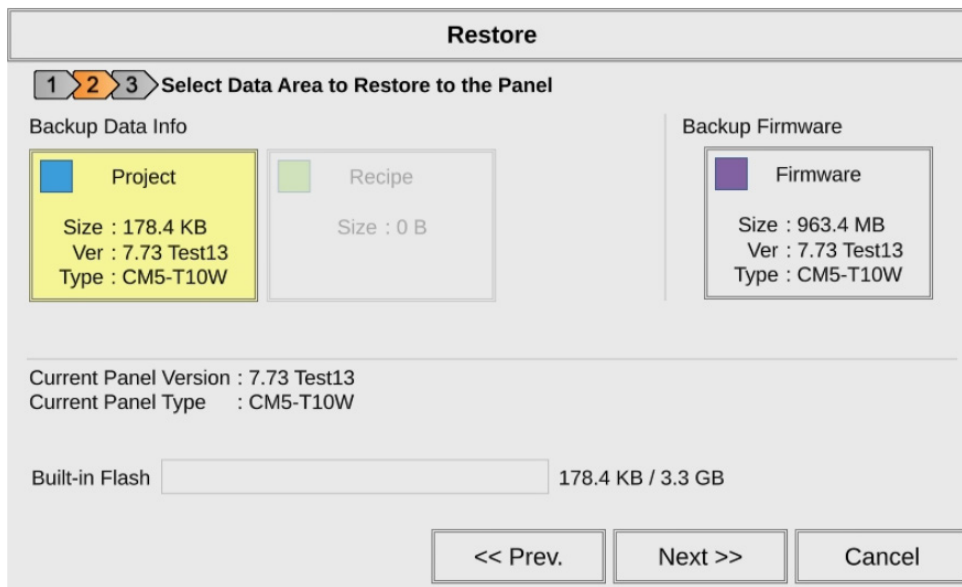 Restore
1 2 3 Select Data Area to Restore to the Panel
Backup Data Info
Project
Size : 178.4 KB
Ver : 7.73 Test13
Type : CM5-T10W
Recipe
Size : 0 B
Backup Firmware
Firmware
Size : 963.4 MB
Ver : 7.73 Test13
Type : CM5-T10W
Current Panel Version : 7.73 Test13
Current Panel Type : CM5-T10W
Built-in Flash 178.4 KB / 3.3 GB
<< Prev. Next >> Cancel